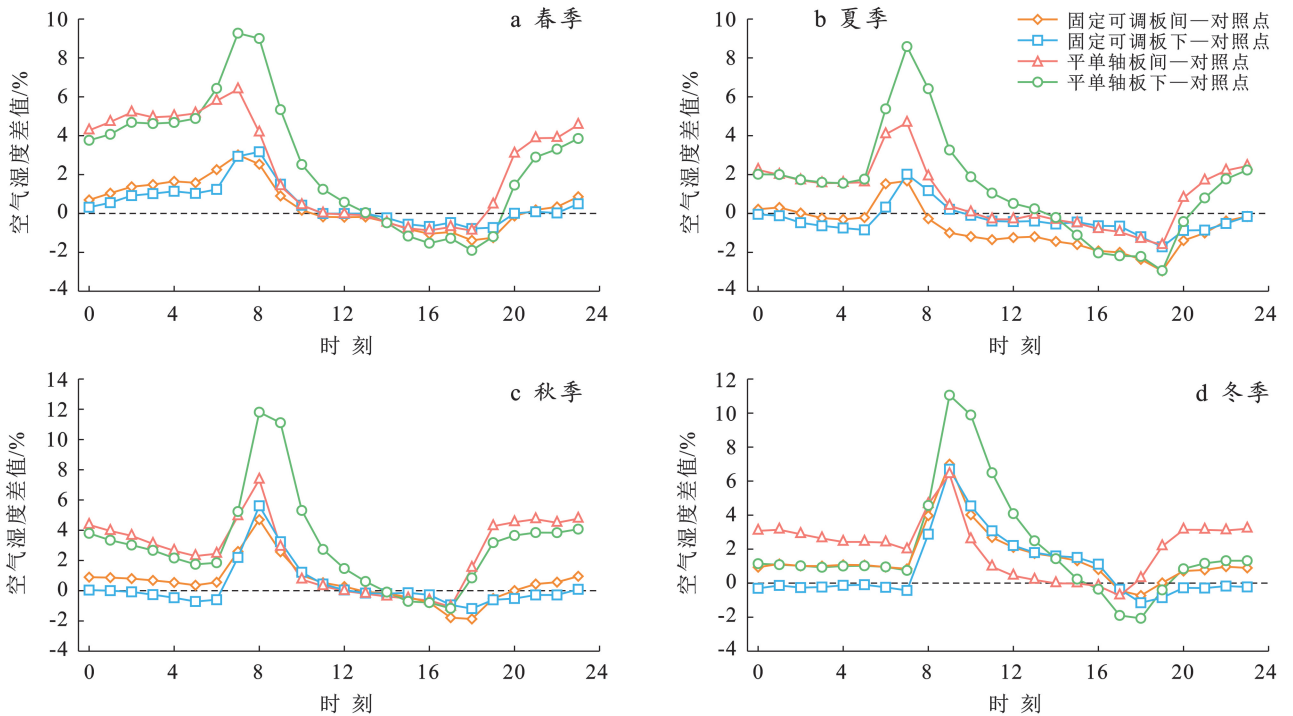 a 春季
空气湿度差值/%
10
8
6
4
2
0
-2
-4
0 4 8 12 16 20 24
时 刻
b 夏季
固定可调板间—对照点
固定可调板下—对照点
平单轴板间—对照点
平单轴板下—对照点
空气湿度差值/%
10
8
6
4
2
0
-2
-4
0 4 8 12 16 20 24
时 刻
c 秋季
空气湿度差值/%
14
12
10
8
6
4
2
0
-2
-4
0 4 8 12 16 20 24
时 刻
d 冬季
空气湿度差值/%
12
10
8
6
4
2
0
-2
-4
0 4 8 12 16 20 24
时 刻